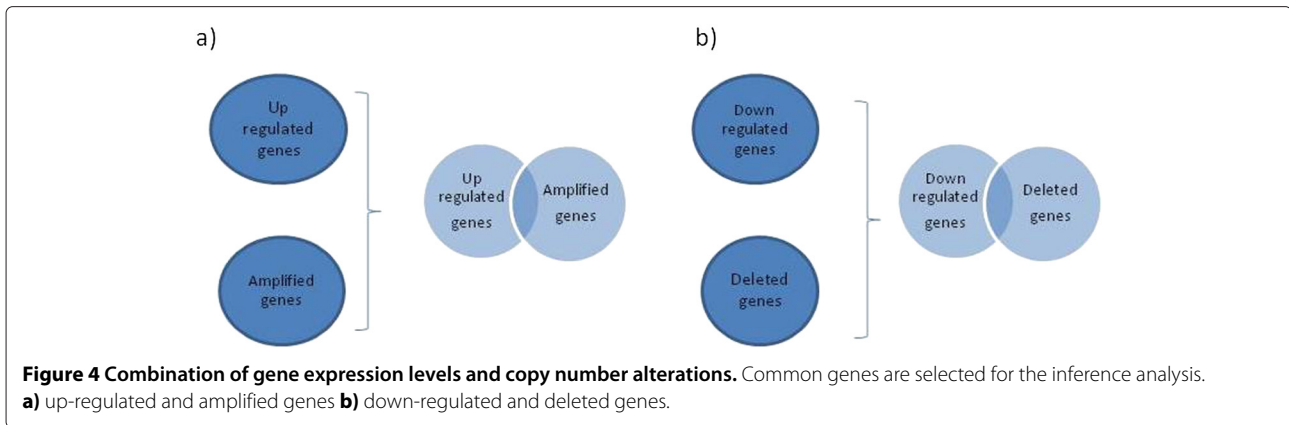 a)
Up
regulated
genes
Amplified
genes
Up
regulated
genes
Amplified
genes
b)
Down
regulated
genes
Deleted
genes
Down
regulated
genes
Deleted
genes
Figure 4 Combination of gene expression levels and copy number alterations. Common genes are selected for the inference analysis.
a) up-regulated and amplified genes b) down-regulated and deleted genes.